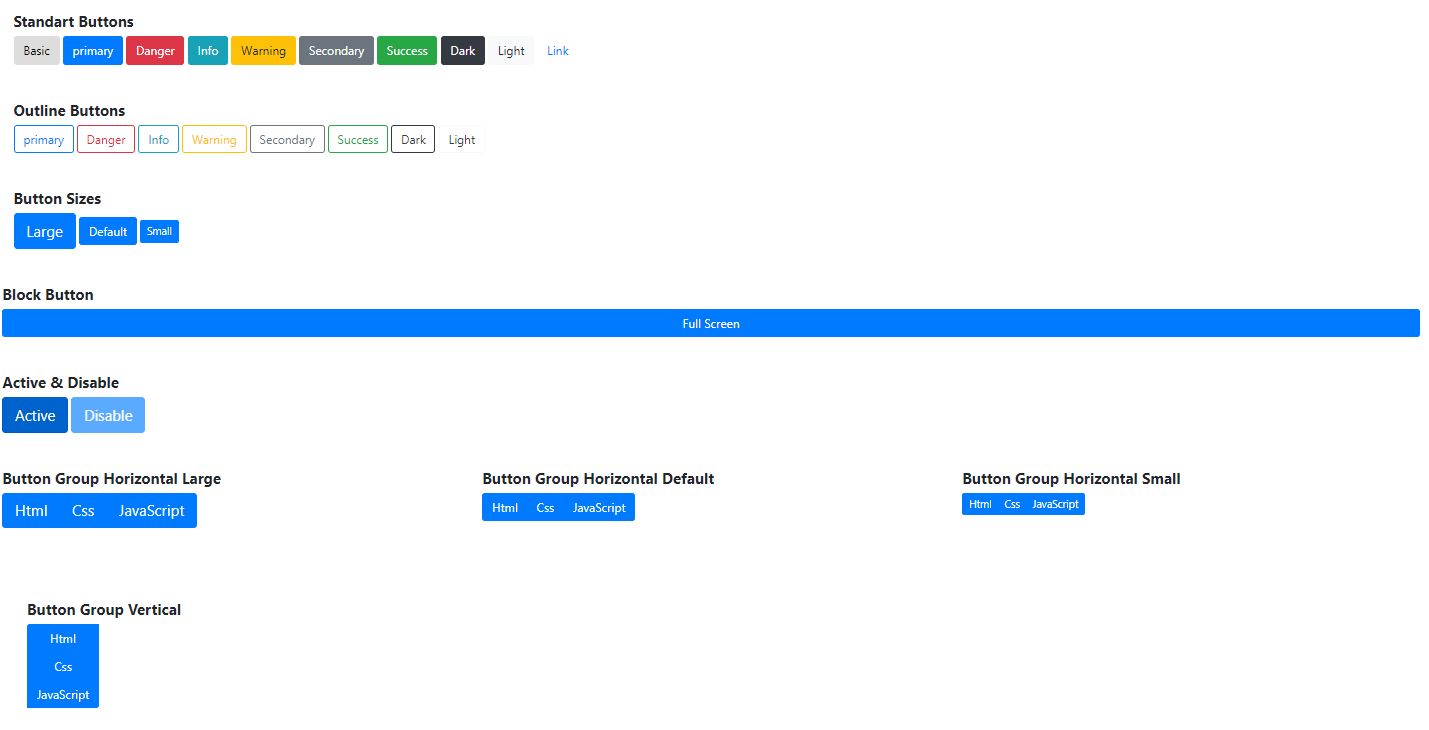 Standart Buttons
Basic primary Danger Info Warning Secondary Success Dark Light Link
Outline Buttons
primary Danger Info Warning Secondary Success Dark Light
Button Sizes
Large Default Small
Block Button
Full Screen
Active & Disable
Active Disable
Button Group Horizontal Large Button Group Horizontal Default Button Group Horizontal Small
Html Css JavaScript Html Css JavaScript Html Css JavaScript
Button Group Vertical
Html
Css
JavaScript